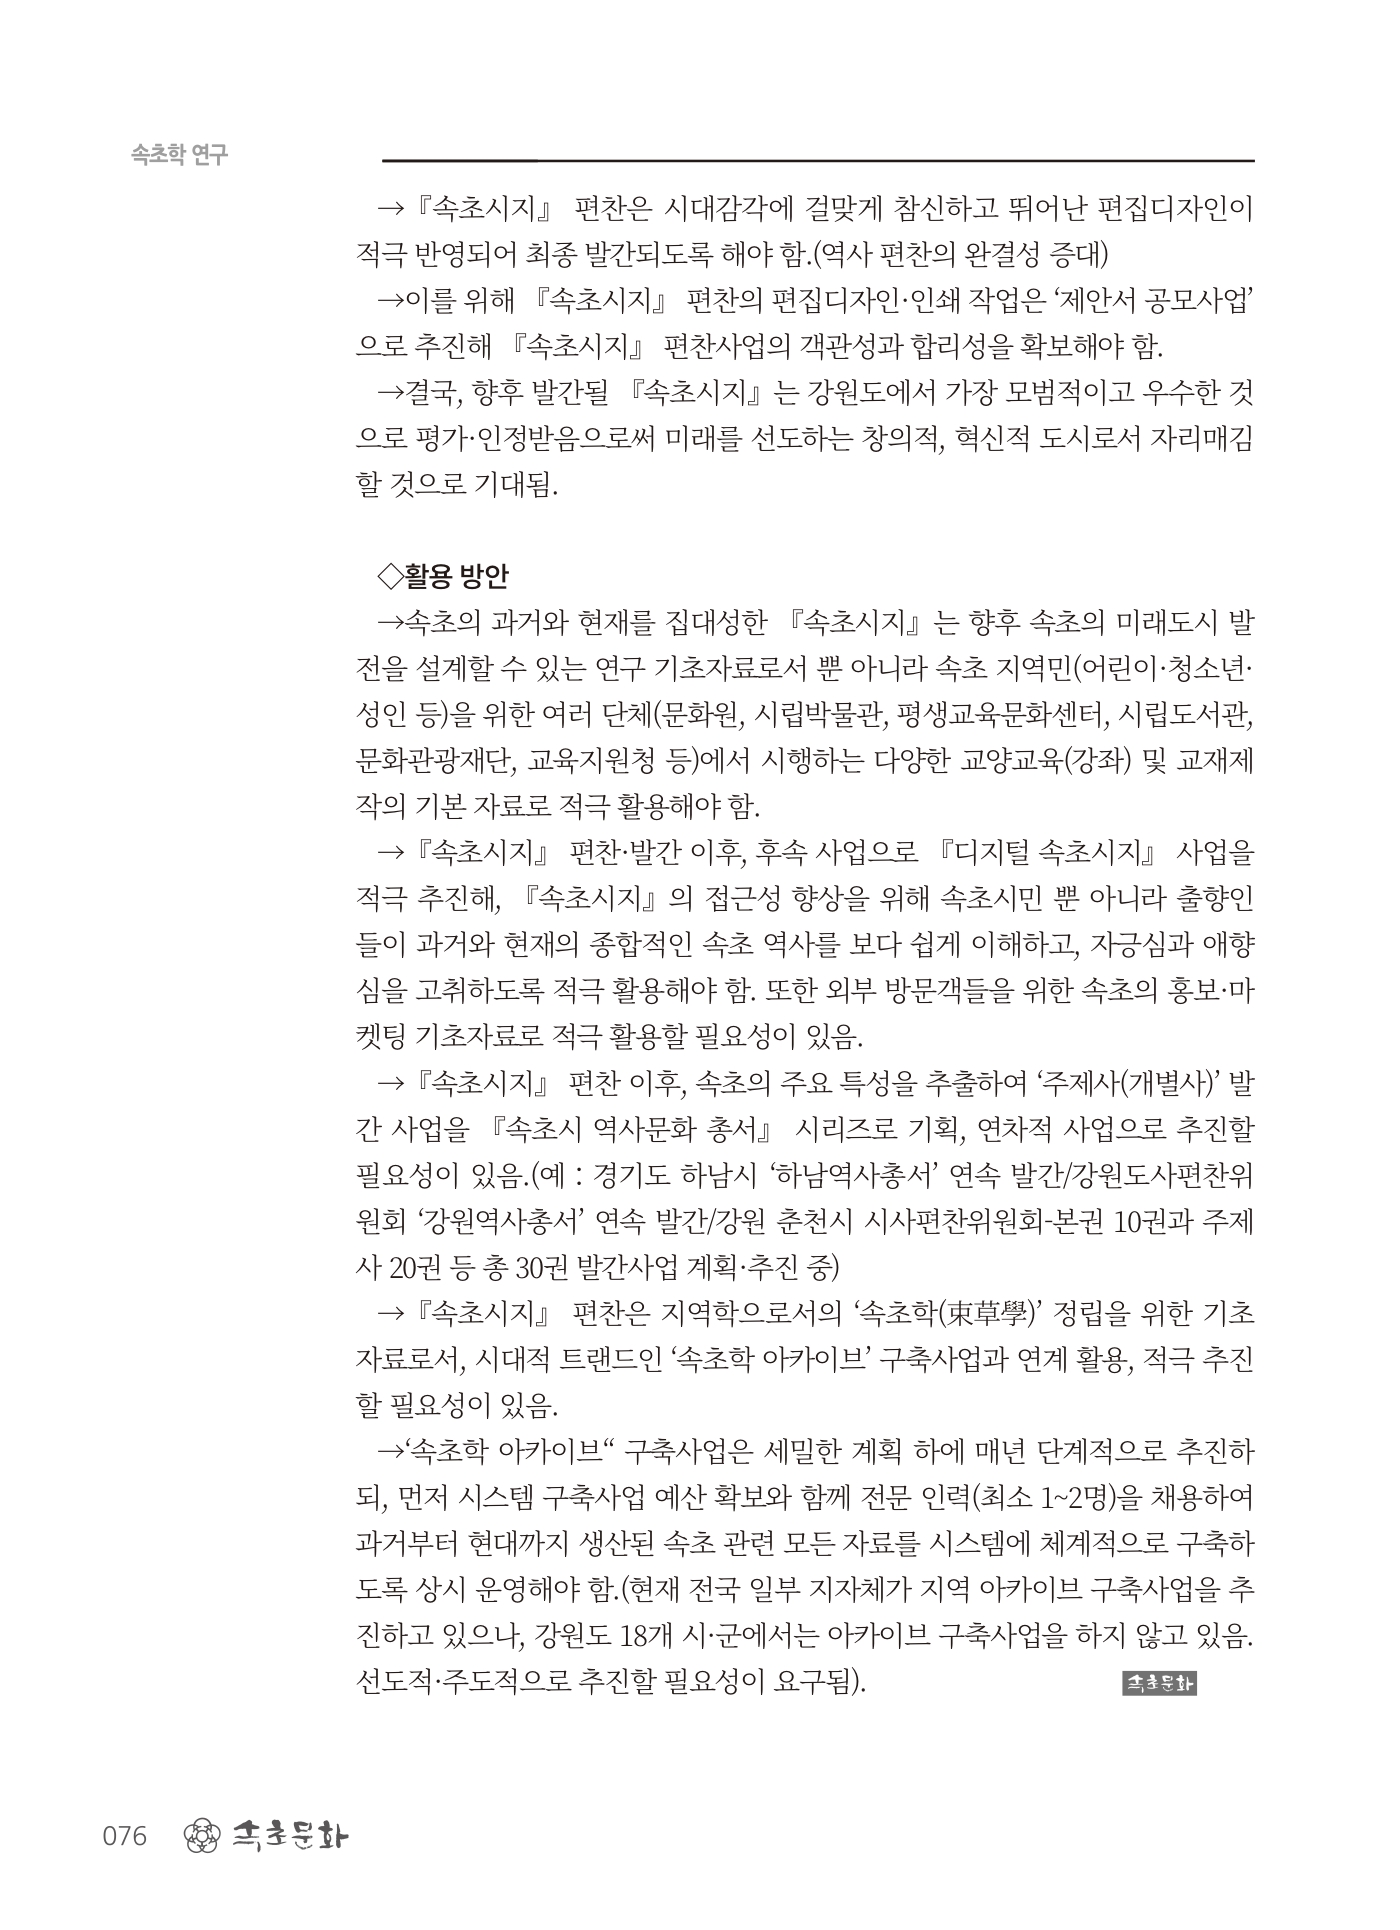 속초학 연구
→『속초시지』 편찬은 시대감각에 걸맞게 참신하고 뛰어난 편집디자인이
적극 반영되어 최종 발간되도록 해야 함.(역사 편찬의 완결성 증대)
→이를 위해 『속초시지』 편찬의 편집디자인·인쇄 작업은 ‘제안서 공모사업’
으로 추진해 『속초시지』 편찬사업의 객관성과 합리성을 확보해야 함.
→결국, 향후 발간될 『속초시지』는 강원도에서 가장 모범적이고 우수한 것
으로 평가·인정받음으로써 미래를 선도하는 창의적, 혁신적 도시로서 자리매김
할 것으로 기대됨.
◇활용 방안
→속초의 과거와 현재를 집대성한 『속초시지』는 향후 속초의 미래도시 발
전을 설계할 수 있는 연구 기초자료로서 뿐 아니라 속초 지역민(어린이·청소년·
성인 등)을 위한 여러 단체(문화원, 시립박물관, 평생교육문화센터, 시립도서관,
문화관광재단, 교육지원청 등)에서 시행하는 다양한 교양교육(강좌) 및 교재제
작의 기본 자료로 적극 활용해야 함.
→『속초시지』 편찬·발간 이후, 후속 사업으로 『디지털 속초시지』 사업을
적극 추진해, 『속초시지』의 접근성 향상을 위해 속초시민 뿐 아니라 출향인
들이 과거와 현재의 종합적인 속초 역사를 보다 쉽게 이해하고, 자긍심과 애향
심을 고취하도록 적극 활용해야 함. 또한 외부 방문객들을 위한 속초의 홍보·마
켓팅 기초자료로 적극 활용할 필요성이 있음.
→『속초시지』 편찬 이후, 속초의 주요 특성을 추출하여 ‘주제사(개별사)’ 발
간 사업을 『속초시 역사문화 총서』 시리즈로 기획, 연차적 사업으로 추진할
필요성이 있음.(예 : 경기도 하남시 ‘하남역사총서’ 연속 발간/강원도사편찬위
원회 ‘강원역사총서’ 연속 발간/강원 춘천시 시사편찬위원회-본권 10권과 주제
사 20권 등 총 30권 발간사업 계획·추진 중)
→『속초시지』 편찬은 지역학으로서의 ‘속초학(束草學)’ 정립을 위한 기초
자료로서, 시대적 트랜드인 ‘속초학 아카이브’ 구축사업과 연계 활용, 적극 추진
할 필요성이 있음.
→‘속초학 아카이브“ 구축사업은 세밀한 계획 하에 매년 단계적으로 추진하
되, 먼저 시스템 구축사업 예산 확보와 함께 전문 인력(최소 1~2명)을 채용하여
과거부터 현대까지 생산된 속초 관련 모든 자료를 시스템에 체계적으로 구축하
도록 상시 운영해야 함.(현재 전국 일부 지자체가 지역 아카이브 구축사업을 추
진하고 있으나, 강원도 18개 시·군에서는 아카이브 구축사업을 하지 않고 있음.
선도적·주도적으로 추진할 필요성이 요구됨). 속초문화
076 속초문화